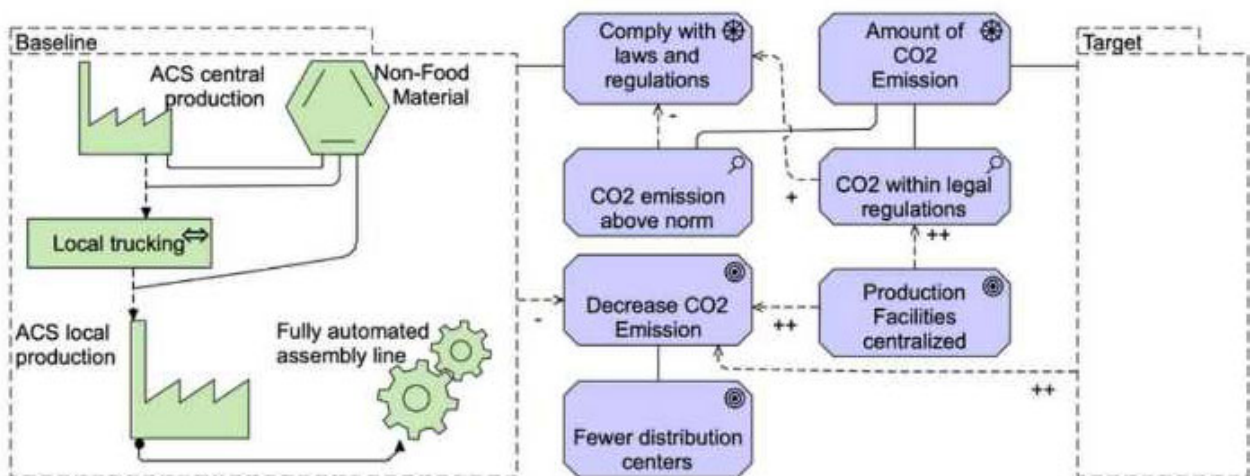 Baseline
ACS central
production
Non-Food
Material
Local trucking
ACS local
production
Fully automated
assembly line
Comply with
laws and
regulations
Amount of
CO2
Emission
Target
-
CO2 emission
above norm
+
CO2 within legal
regulations
++
-
Decrease CO2
Emission
++
Production
Facilities
centralized
++
Fewer distribution
centers